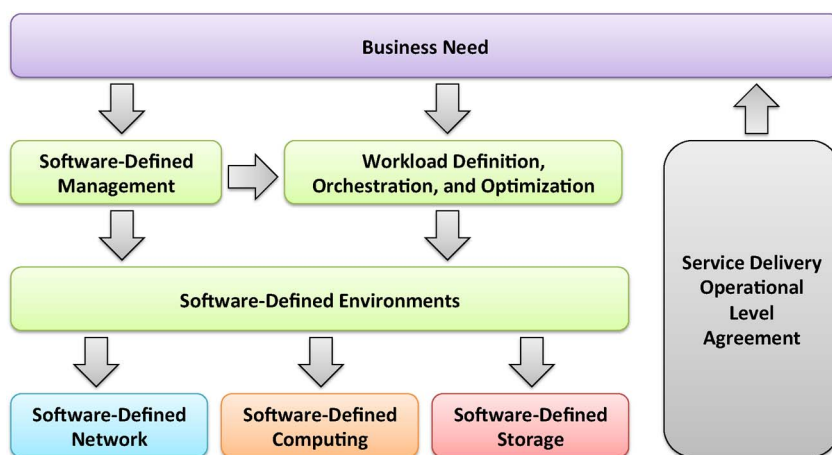 Business Need
Software-Defined
Management
Workload Definition,
Orchestration, and Optimization
Software-Defined Environments
Service Delivery
Operational
Level
Agreement
Software-Defined
Network
Software-Defined
Computing
Software-Defined
Storage